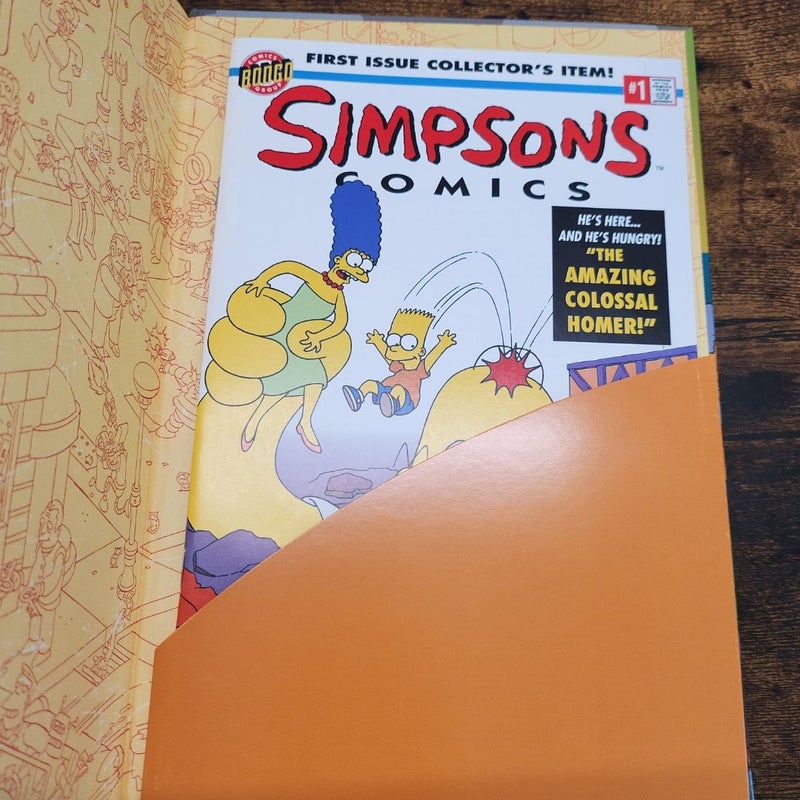 COMICS
BONGO
GROUP
FIRST ISSUE COLLECTOR'S ITEM!
#1
SIMPSONS
TM
COMICS
HE'S HERE...
AND HE'S HUNGRY!
"THE
AMAZING
COLOSSAL
HOMER!"